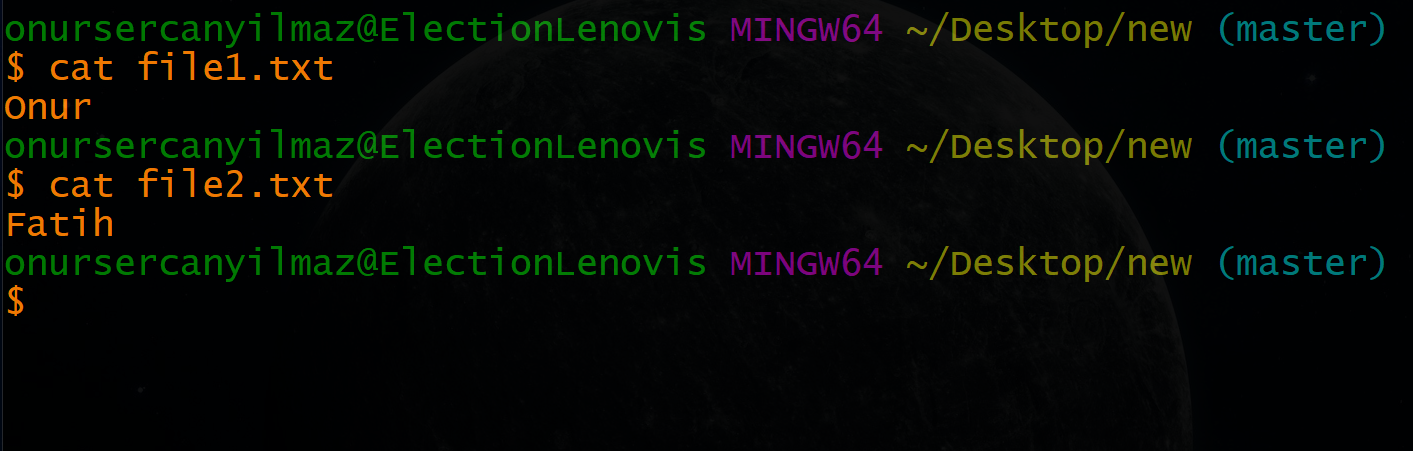 onursercanyilmaz@ElectionLenovis MINGW64 ~/Desktop/new (master)
$ cat file1.txt
Onur
onursercanyilmaz@ElectionLenovis MINGW64 ~/Desktop/new (master)
$ cat file2.txt
Fatih
onursercanyilmaz@ElectionLenovis MINGW64 ~/Desktop/new (master)
$